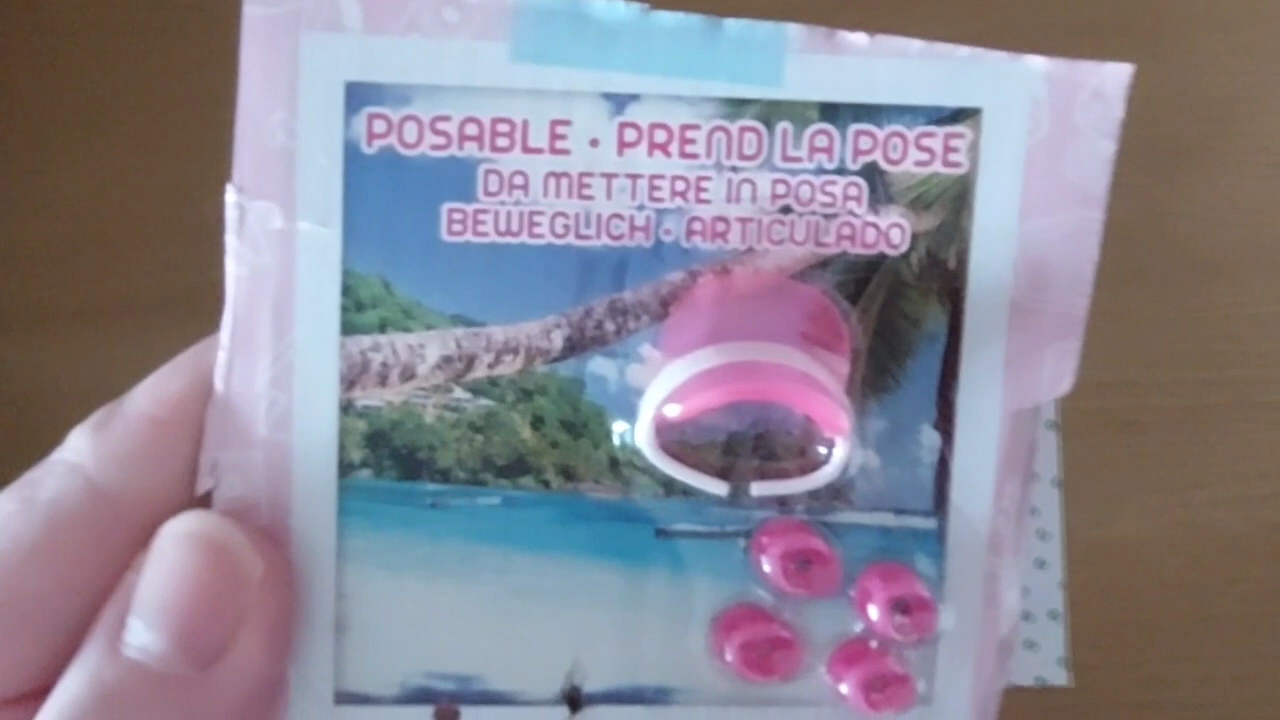 POSABLE • PREND LA POSE
DA METTERE IN POSA
BEWEGLICH • ARTICULADO